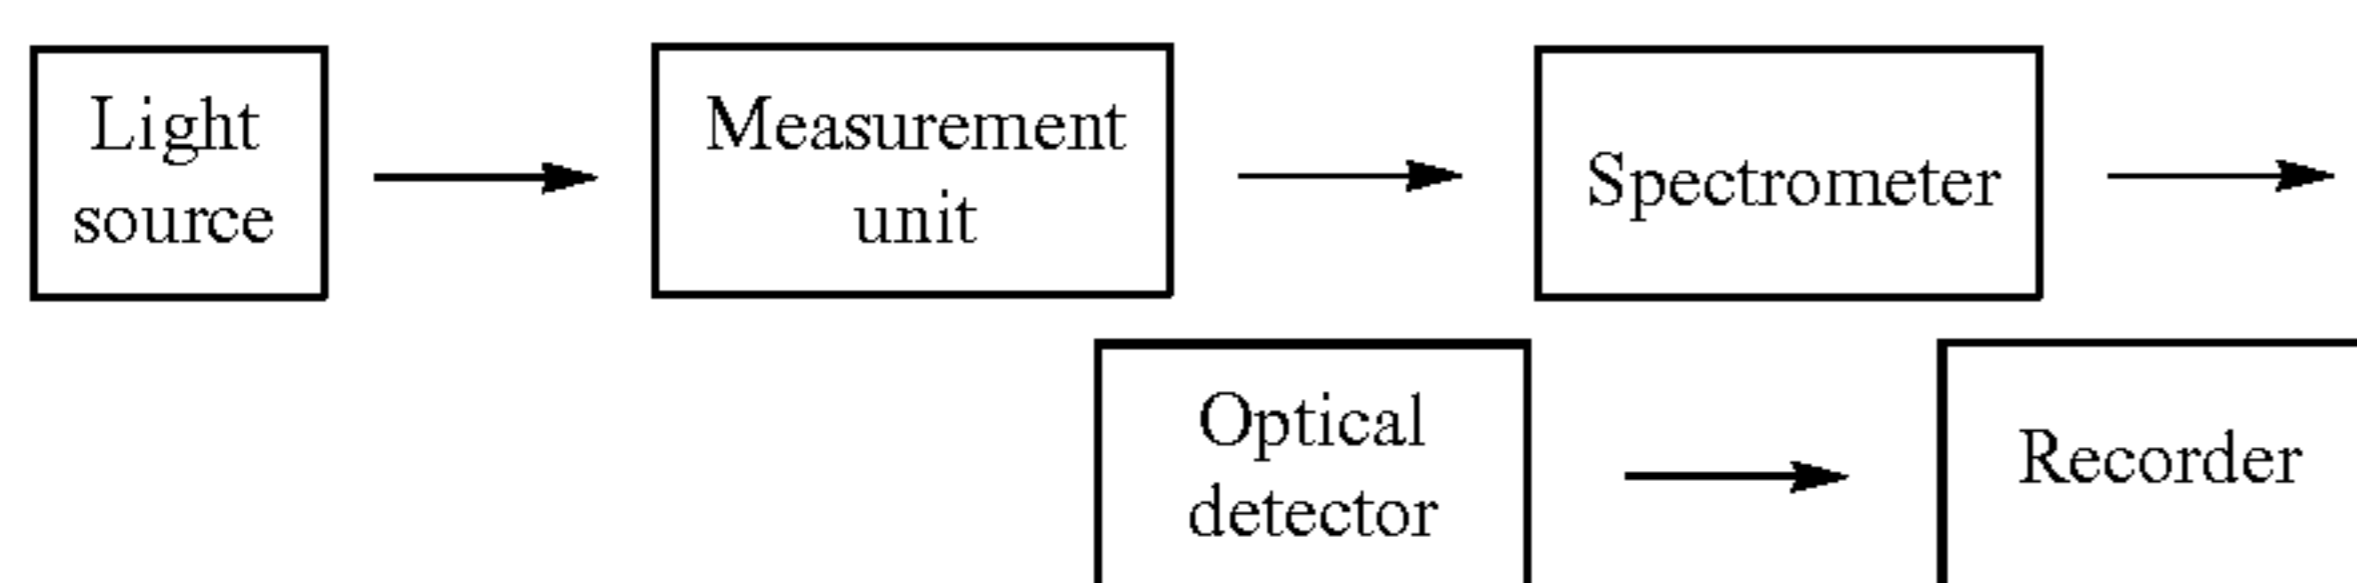 Light
source
Measurement
unit
Spectrometer
Optical
detector
Recorder